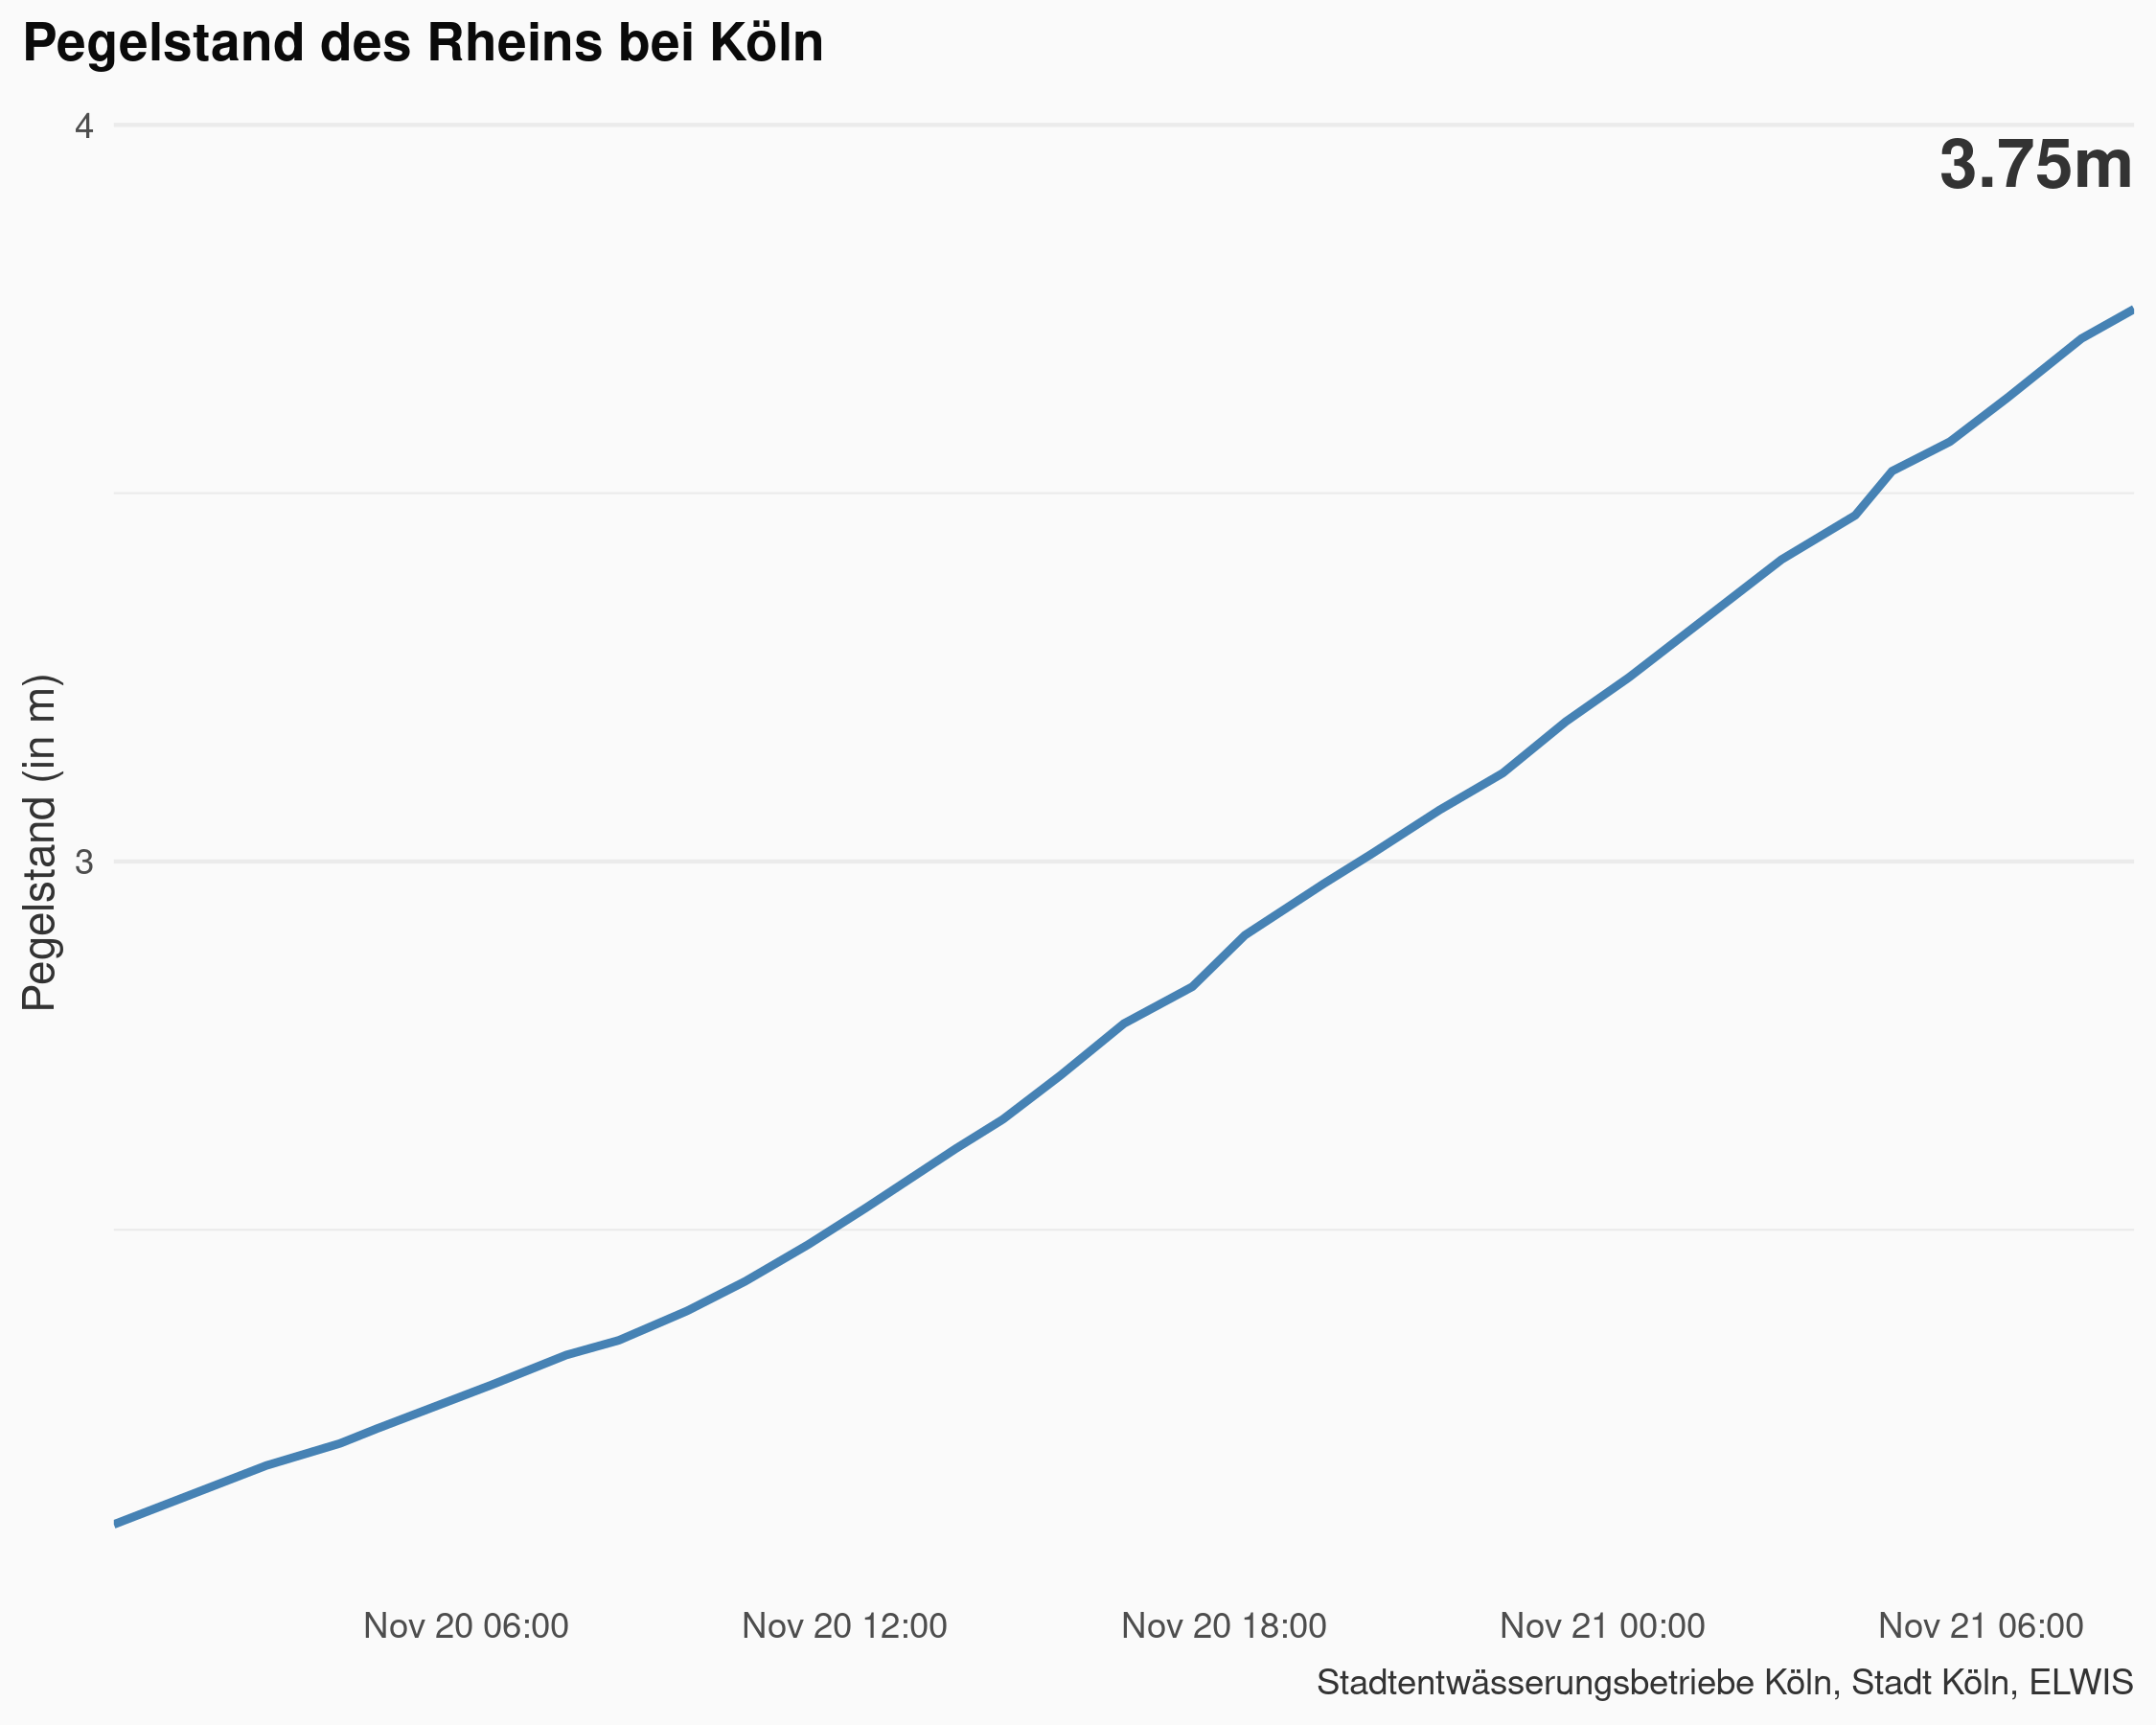 Pegelstand des Rheins bei Köln
4
3.75m
Pegelstand (in m)
3
Nov 20 06:00
Nov 20 12:00
Nov 20 18:00
Nov 21 00:00
Nov 21 06:00
Stadtentwässerungsbetriebe Köln, Stadt Köln, ELWIS